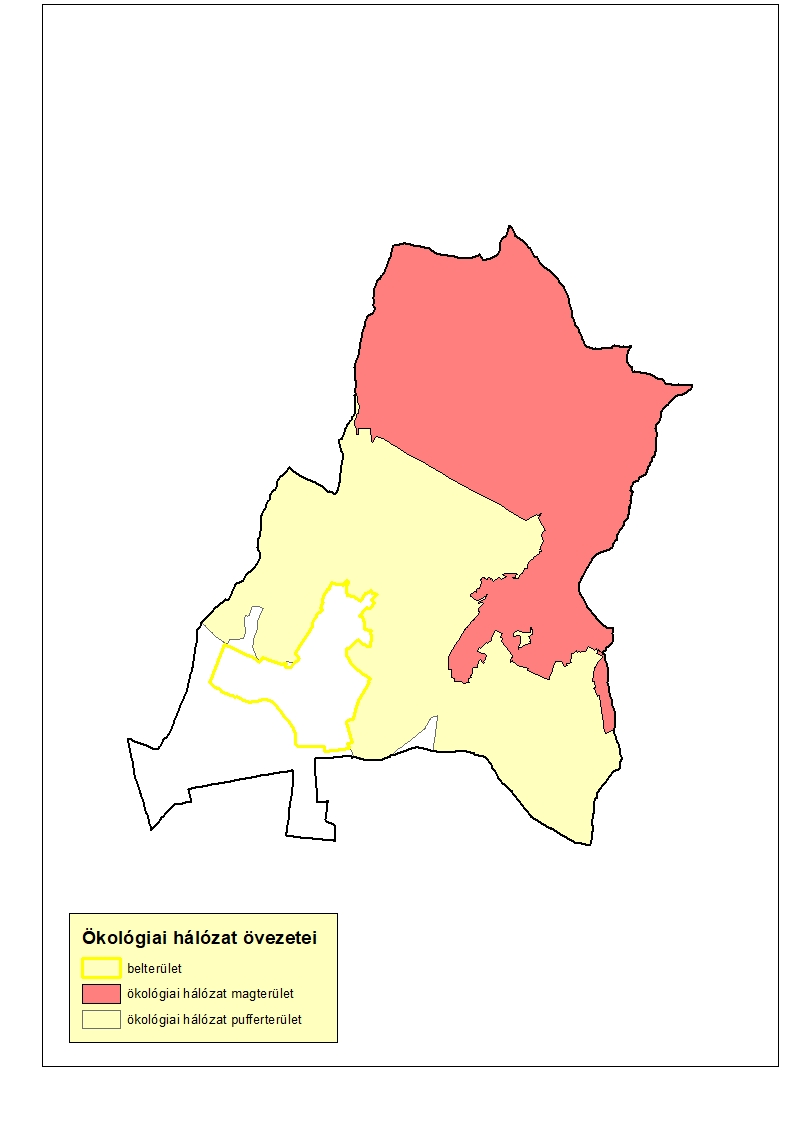 Ökológiai hálózat övezetei
belterület
ökológiai hálózat magterület
ökológiai hálózat pufferterület